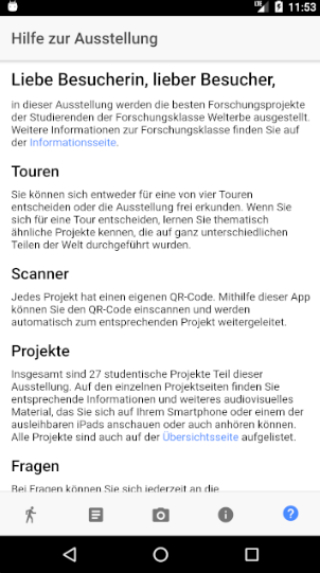 11:53
Hilfe zur Ausstellung
Liebe Besucherin, lieber Besucher,
in dieser Ausstellung werden die besten Forschungsprojekte
der Studierenden der Forschungsklasse Welterbe ausgestellt.
Weitere Informationen zur Forschungsklasse finden Sie auf
der Informationsseite.
Touren
Sie können sich entweder für eine von vier Touren
entscheiden oder die Ausstellung frei erkunden. Wenn Sie
sich für eine Tour entscheiden, lernen Sie thematisch
ähnliche Projekte kennen, die auf ganz unterschiedlichen
Teilen der Welt durchgeführt wurden.
Scanner
Jedes Projekt hat einen eigenen QR-Code. Mithilfe dieser App
können Sie den QR-Code einscannen und werden
automatisch zum entsprechenden Projekt weitergeleitet.
Projekte
Insgesamt sind 27 studentische Projekte Teil dieser
Ausstellung. Auf den einzelnen Projektseiten finden Sie
entsprechende Informationen und weiteres audiovisuelles
Material, das Sie sich auf Ihrem Smartphone oder einem der
ausleihbaren iPads anschauen oder auch anhören können.
Alle Projekte sind auch auf der Übersichtsseite aufgelistet.
Fragen
Bei Fragen können Sie sich jederzeit an die